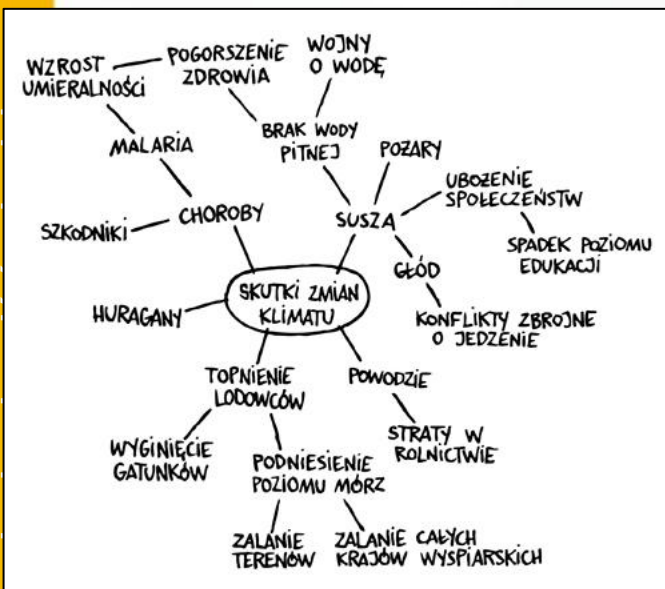 WOJNY
O WODĘ
POGORSZENIE
ZDROWIA
WZROST
UMIERALNOŚCI
BRAK WODY
PITNEJ
MALARIA
POŻARY
UBOŻENIE
SPOŁECZEŃSTW
CHOROBY
SZKODNIKI
SUSZA
SPADEK POZIOMU
EDUKACJI
GŁÓD
SKUTKI ZMIAN
KLIMATU
HURAGANY
KONFLIKTY ZBROJNE
O JEDZENIE
TOPNIENIE
LODOWCÓW
POWODZIE
STRATY W
ROLNICTWIE
WYGINIĘCIE
GATUNKÓW
PODNIESIENIE
POZIOMU MÓRZ
ZALANIE
TERENÓW
ZALANIE CAŁYCH
KRAJÓW WYSPIARSKICH